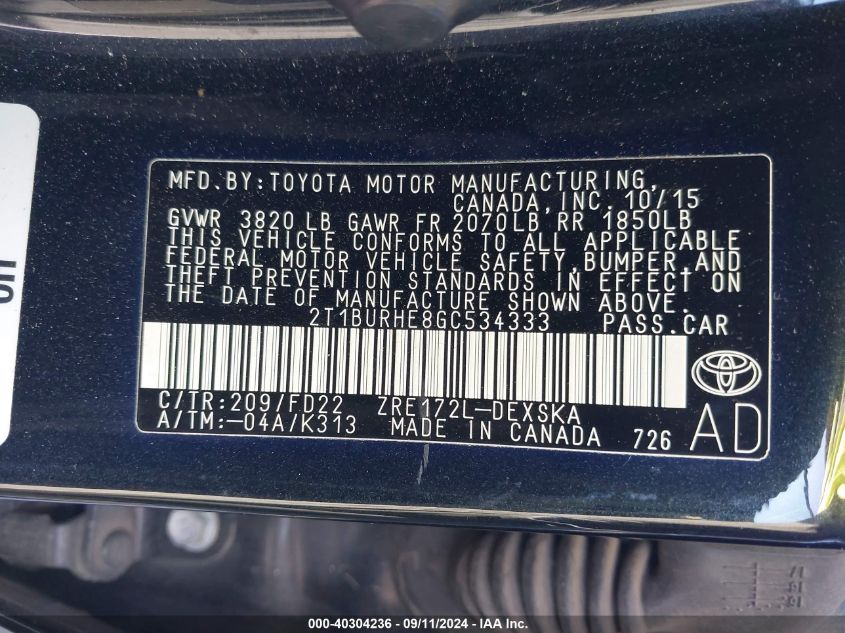 MFD.BY:TOYOTA MOTOR MANUFACTURING,
CANADA, INC. 10/15
GVWR 3820 LB GAWR FR 2070LB RR 1850LB
THIS VEHICLE CONFORMS TO ALL APPLICABLE
FEDERAL MOTOR VEHICLE SAFETY,BUMPER,AND
THEFT PREVENTION STANDARDS IN EFFECT ON
THE DATE OF MANUFACTURE SHOWN ABOVE.
2T1BURHE8GC534333 PASS.CAR
C/TR:209/FD22 ZRE172L-DEXSKA
A/TM:-04A/K313 MADE IN CANADA 726
AD
000-40304236 - 09/11/2024 - IAA Inc.